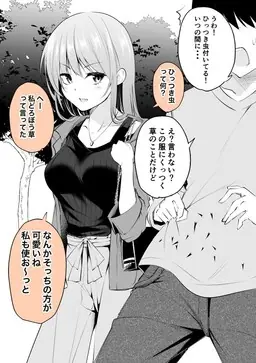 うわ！
ひっつき虫付いてる！
いつの間に…
ひっつき虫
って何？
え？言わない？
この服にくっつく
草のことだけど
へー
私どろぼう草
って言ってた
なんかそっちの方が
可愛いね
私も使お〜っと